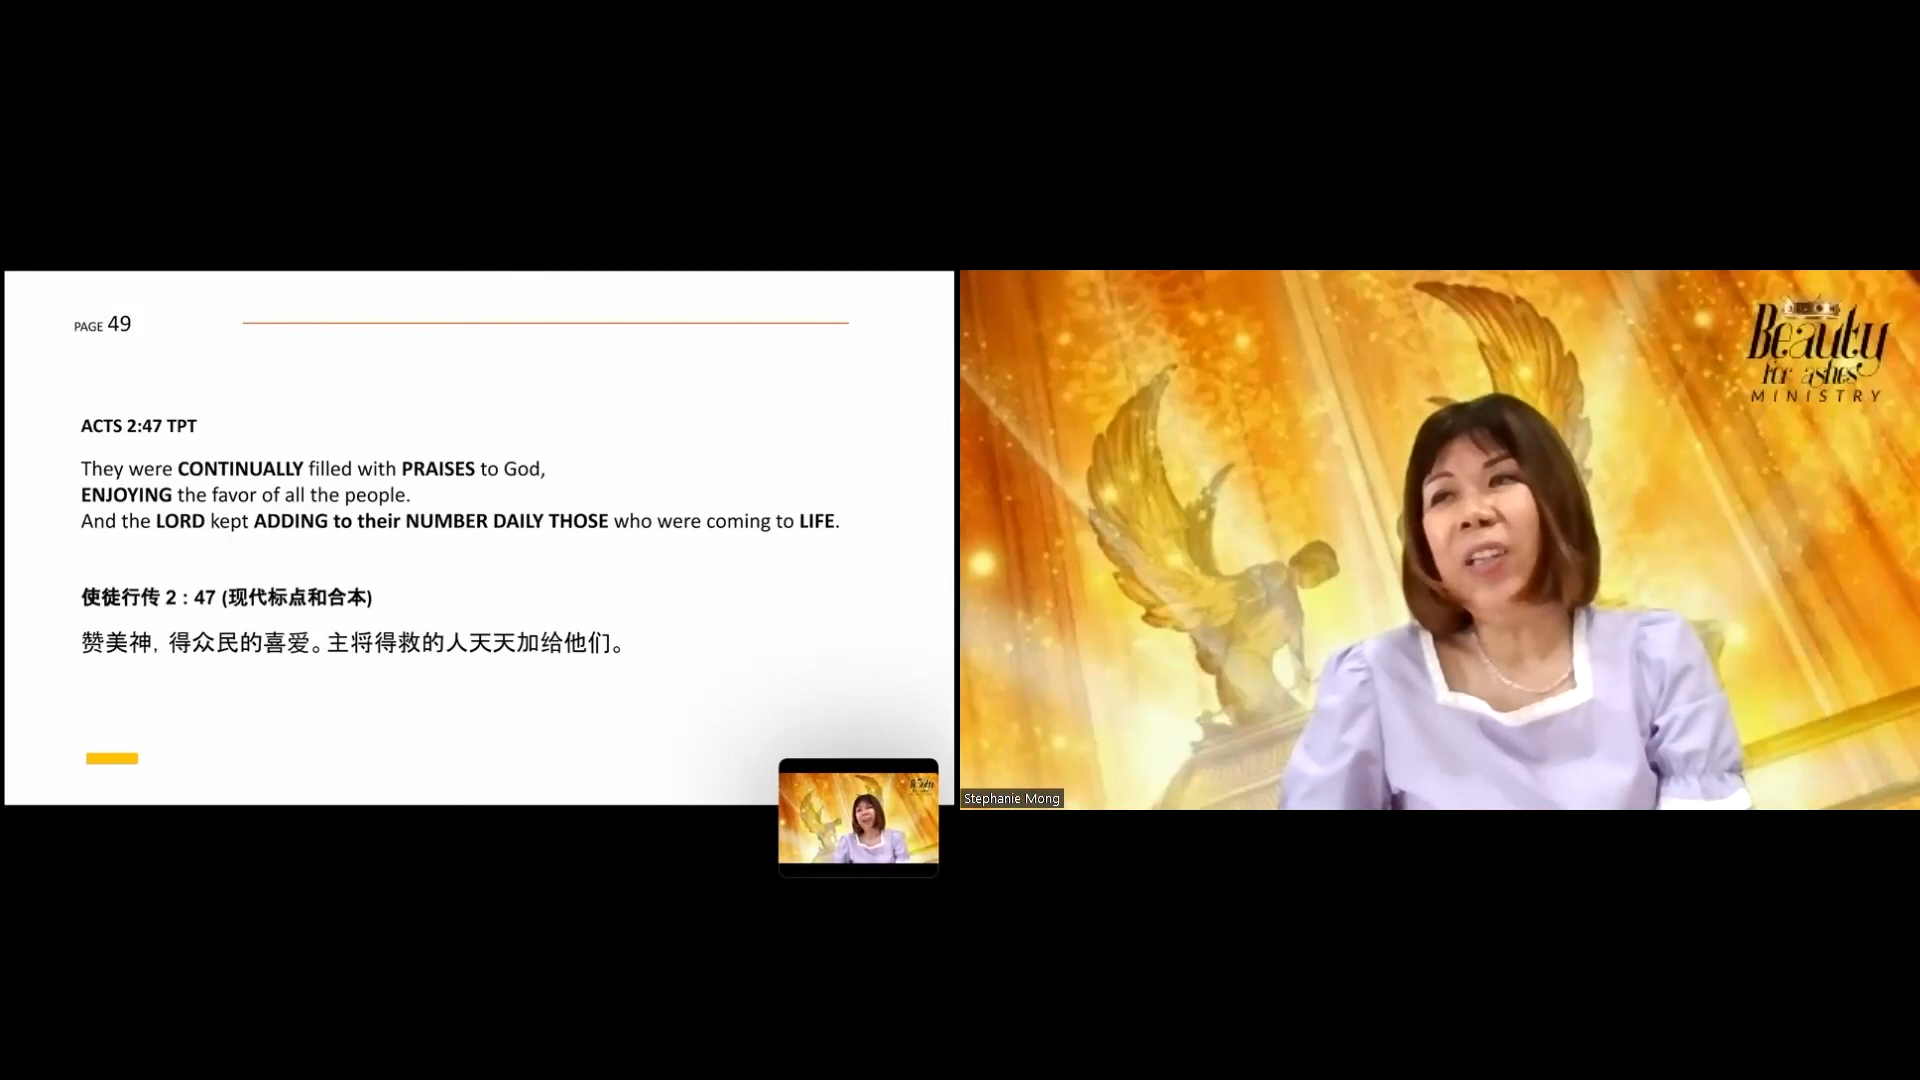 PAGE 49
ACTS 2:47 TPT
They were CONTINUALLY filled with PRAISES to God,
ENJOYING the favor of all the people.
And the LORD kept ADDING to their NUMBER DAILY THOSE who were coming to LIFE.
使徒行传 2 : 47 (现代标点和合本)
赞美神，得众民的喜爱。主将得救的人天天加给他们。
Beauty
For ashes
MINISTRY
Stephanie Mong